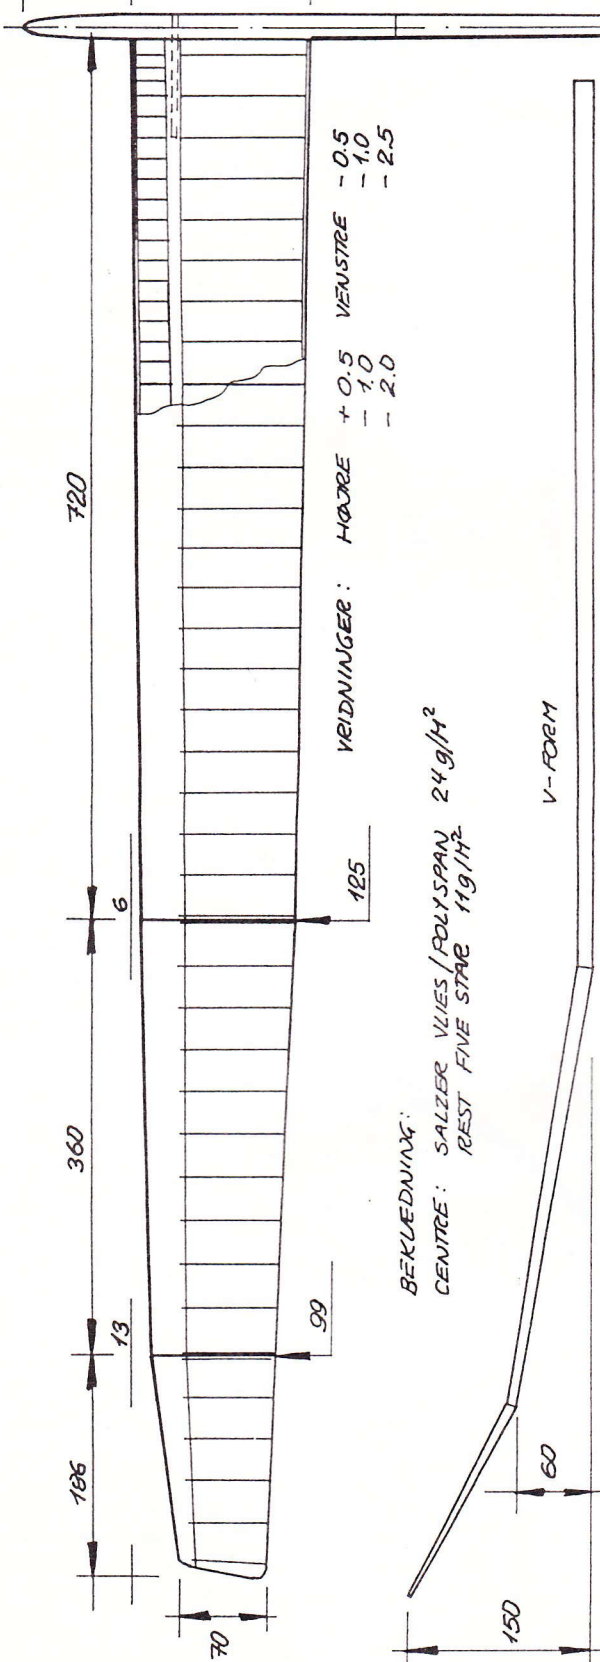 186
360
720
13
6
70
99
125
VRIDNINGER: HØJRE + 0.5 VENSTRE - 0.5
- 1.0 - 1.0
- 2.0 - 2.5
BEKLÆDNING:
CENTRE: SALZER VLIES/POLYSPAN 24 g/M²
REST FIVE STAR 11g/M²
V-FORM
150
60